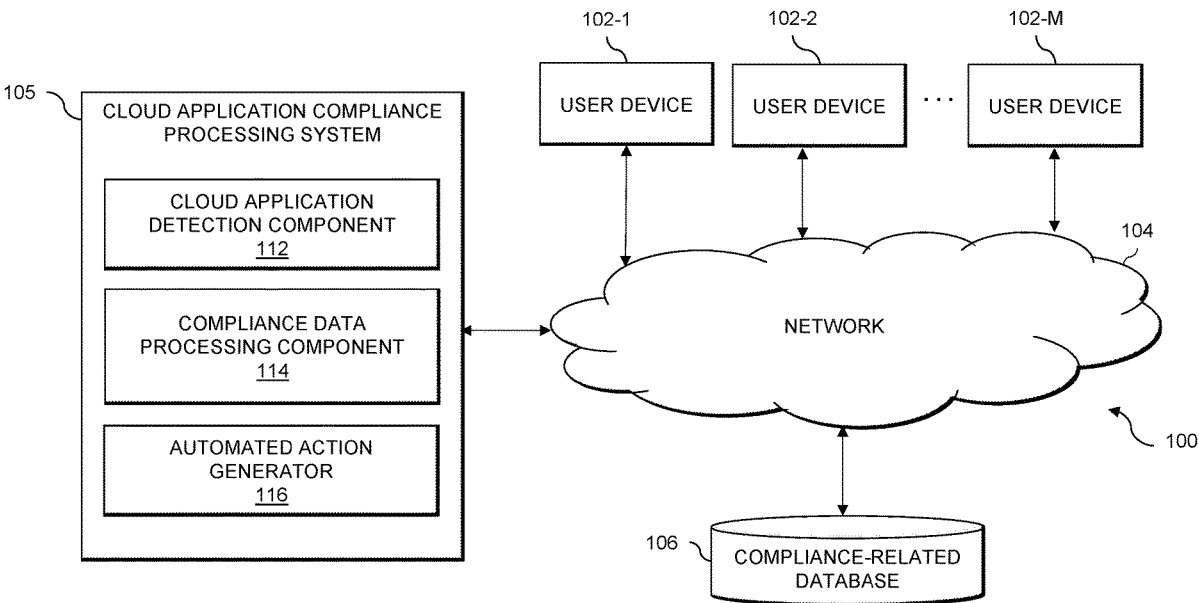 102-1
102-2
102-M
105
CLOUD APPLICATION COMPLIANCE
PROCESSING SYSTEM
USER DEVICE
USER DEVICE
...
USER DEVICE
CLOUD APPLICATION
DETECTION COMPONENT
112
104
COMPLIANCE DATA
PROCESSING COMPONENT
114
NETWORK
AUTOMATED ACTION
GENERATOR
116
100
106
COMPLIANCE-RELATED
DATABASE